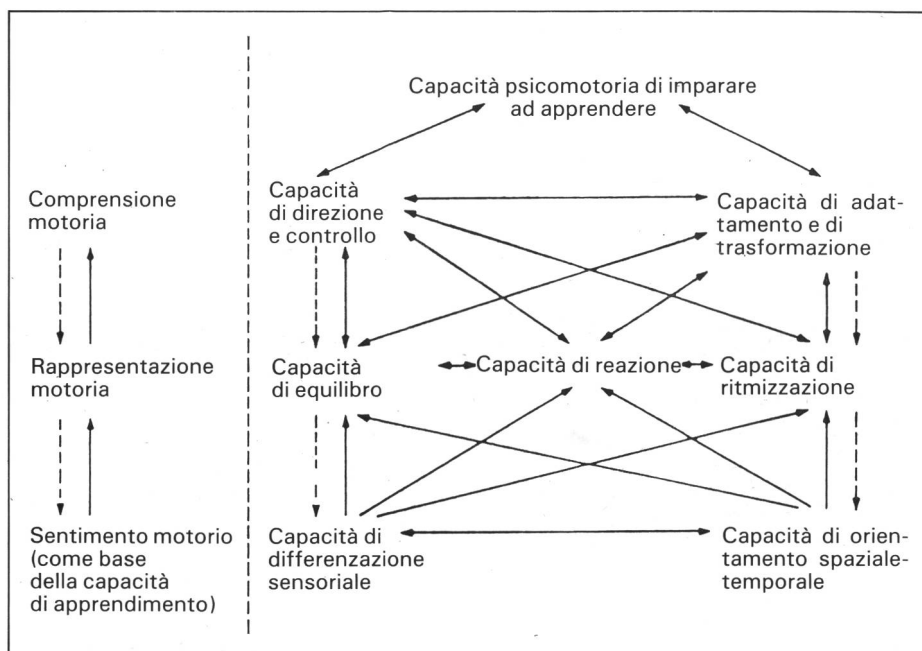 Capacità psicomotoria di imparare
ad apprendere
Comprensione
motoria
Capacità
di direzione
e controllo
Capacità di adat-
tamento e di
trasformazione
Rappresentazione
motoria
Capacità
di equilibro
Capacità di reazione
Capacità di
ritmizzazione
Sentimento motorio
(come base
della capacità
di apprendimento)
Capacità di
differenzazione
sensoriale
Capacità di orien-
tamento spaziale-
temporale